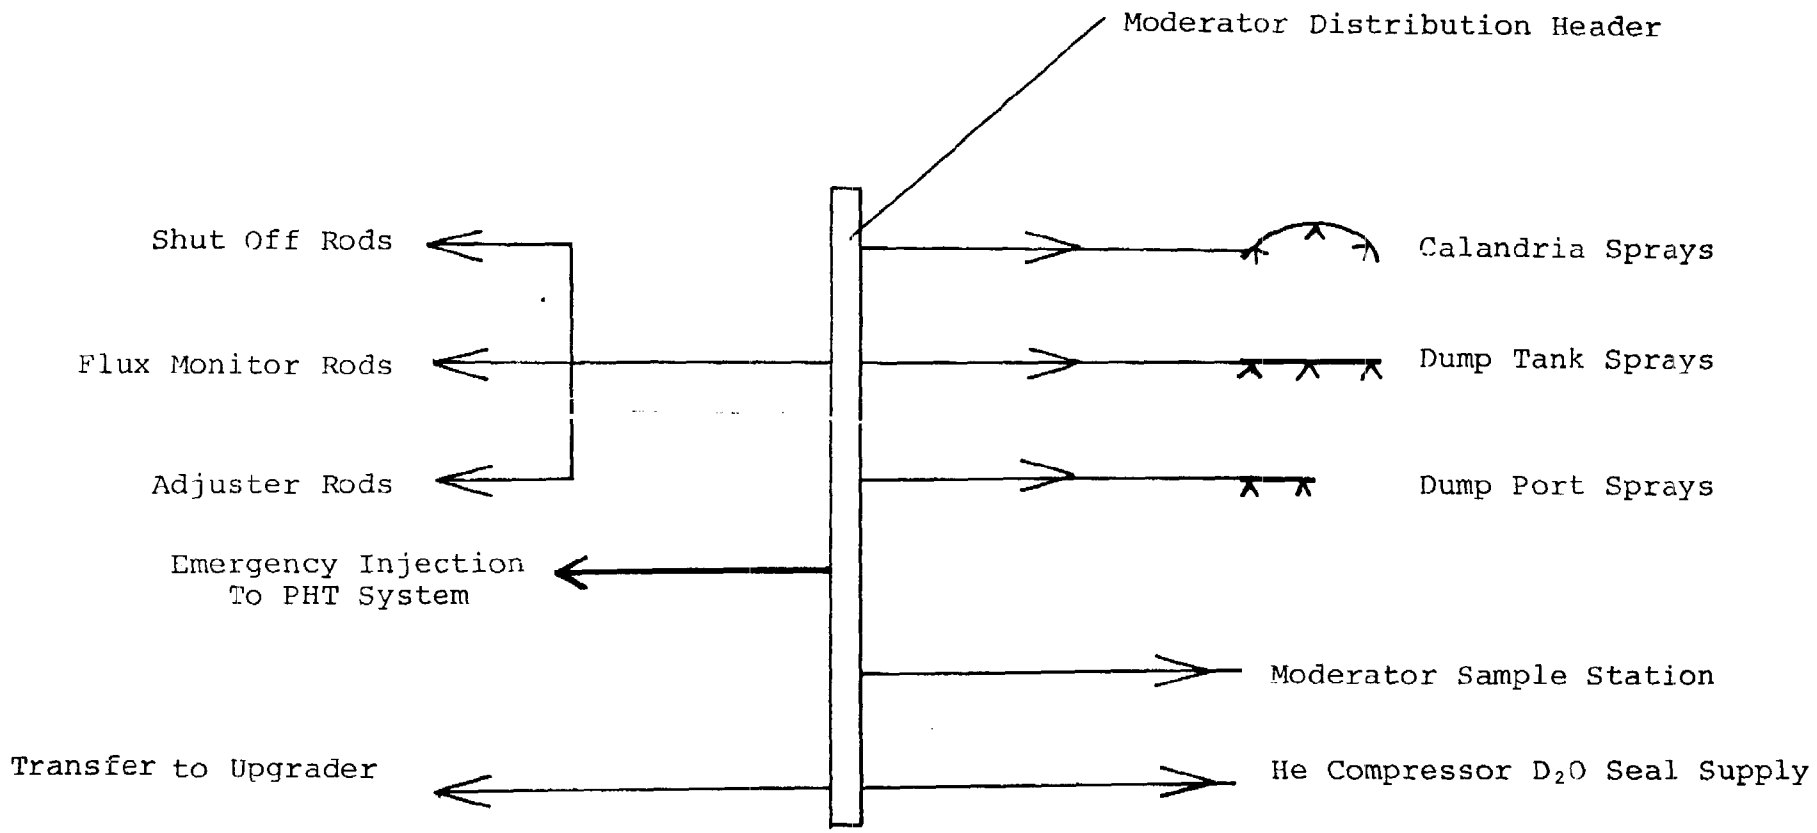 Moderator Distribution Header
Shut Off Rods
Calandria Sprays
Flux Monitor Rods
Dump Tank Sprays
Adjuster Rods
Dump Port Sprays
Emergency Injection
To PHT System
Moderator Sample Station
Transfer to Upgrader
He Compressor D₂O Seal Supply